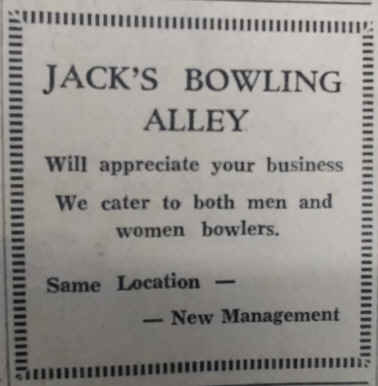 JACK'S BOWLING
ALLEY
Will appreciate your business
We cater to both men and
women bowlers.
Same Location —
— New Management